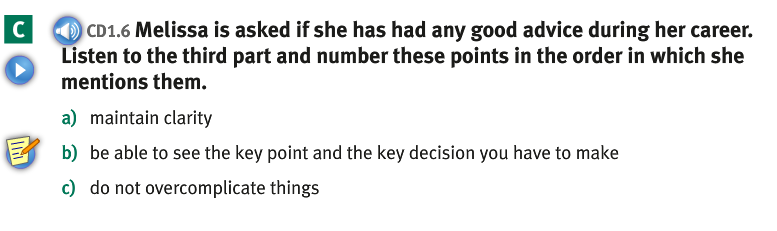 C CD1.6 Melissa is asked if she has had any good advice during her career.
Listen to the third part and number these points in the order in which she
mentions them.
a) maintain clarity
b) be able to see the key point and the key decision you have to make
c) do not overcomplicate things